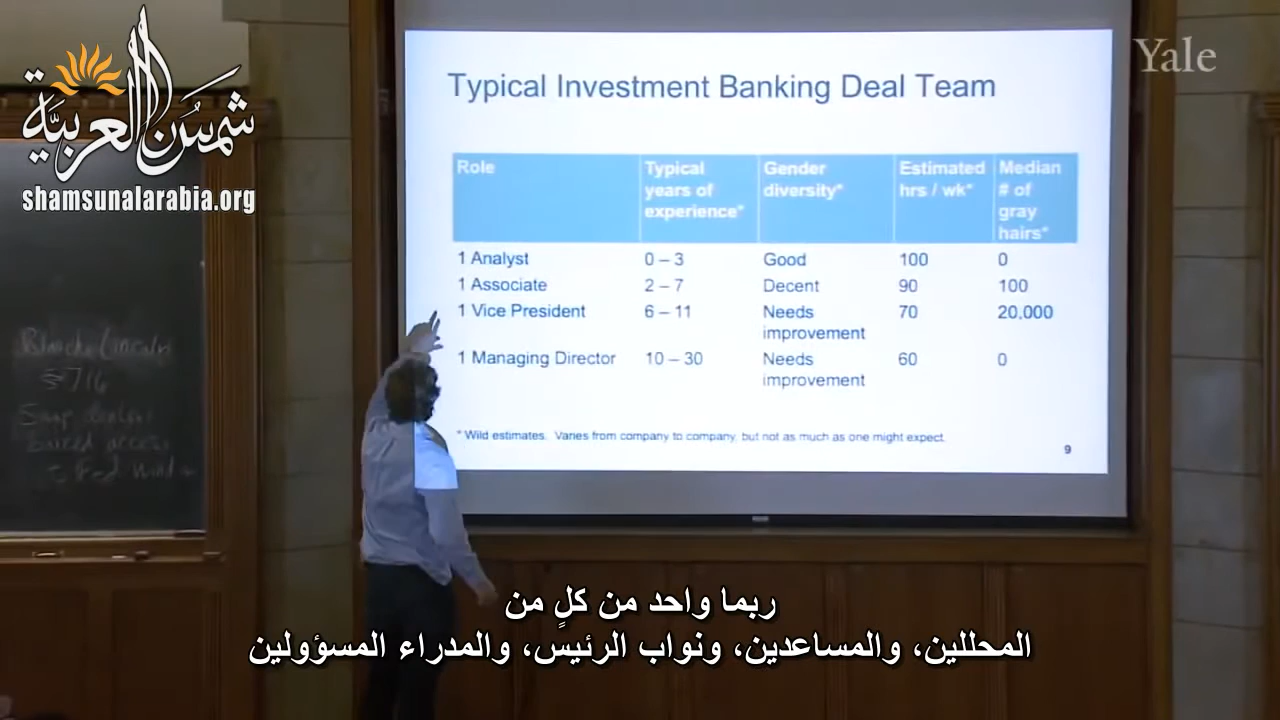 شمس العربية
shamsunalarabia.org
Yale
Typical Investment Banking Deal Team
Role | Typical years of experience* | Gender diversity* | Estimated hrs / wk* | Median # of gray hairs*
1 Analyst | 0 – 3 | Good | 100 | 0
1 Associate | 2 – 7 | Decent | 90 | 100
1 Vice President | 6 – 11 | Needs improvement | 70 | 20,000
1 Managing Director | 10 – 30 | Needs improvement | 60 | 0
* Wild estimates. Varies from company to company, but not as much as one might expect.
9
ربما واحد من كلٍ من
المحللين، والمساعدين، ونواب الرئيس، والمدراء المسؤولين